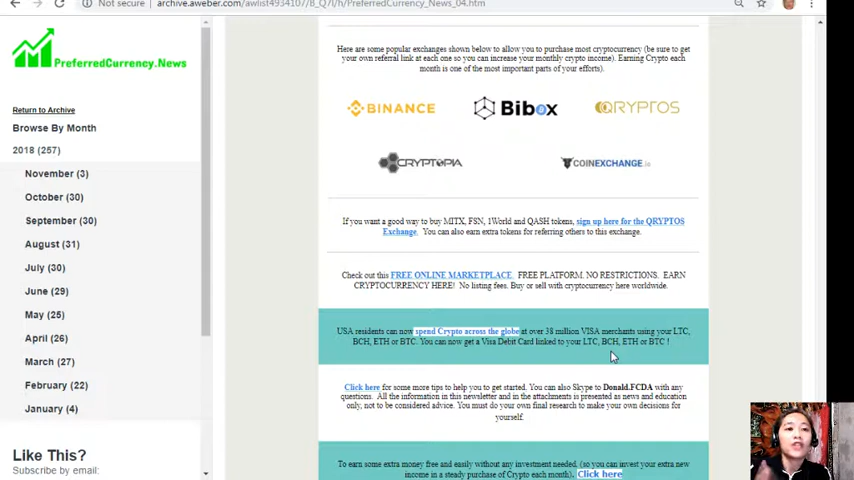 Not secure archive.aweber.com/awlist4934107/B_Q7I/h/PreferredCurrency_News_04.htm
PreferredCurrency.News
Return to Archive
Browse By Month
2018 (257)
November (3)
October (30)
September (30)
August (31)
July (30)
June (29)
May (25)
April (26)
March (27)
February (22)
January (4)
Like This?
Subscribe by email:
Here are some popular exchanges shown below to allow you to purchase most cryptocurrency (be sure to get
your own referral link at each one so you can increase your monthly crypto income). Earning Crypto each
month is one of the most important parts of your efforts).
BINANCE Bibox QRYPTOS
CRYPTOPIA COINEXCHANGE.io
If you want a good way to buy MITX, FSN, 1World and QASH tokens, sign up here for the QRYPTOS
Exchange. You can also earn extra tokens for referring others to this exchange.
Check out this FREE ONLINE MARKETPLACE. FREE PLATFORM. NO RESTRICTIONS. EARN
CRYPTOCURRENCY HERE! No listing fees. Buy or sell with cryptocurrency here worldwide.
USA residents can now spend Crypto across the globe at over 38 million VISA merchants using your LTC,
BCH, ETH or BTC. You can now get a Visa Debit Card linked to your LTC, BCH, ETH or BTC !
Click here for some more tips to help you to get started. You can also Skype to Donald.FCDA with any
questions. All the information in this newsletter and in the attachments is presented as news and education
only, not to be considered advice. You must do your own final research to make your own decisions for
yourself.
To earn some extra money free and easily without any investment needed, (so you can invest your extra new
income in a steady purchase of Crypto each month). Click here